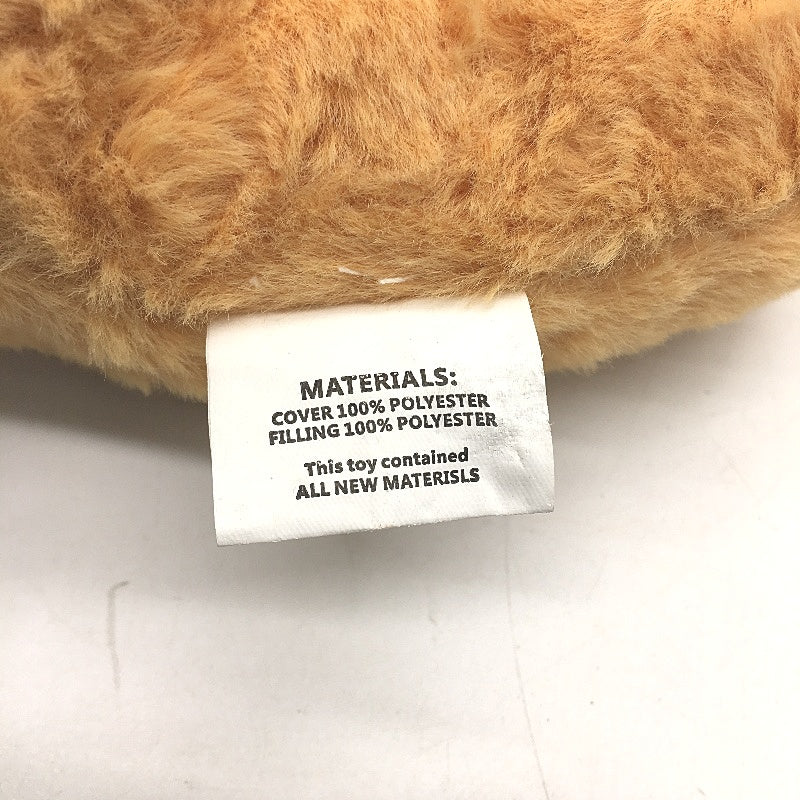 MATERIALS:
COVER 100% POLYESTER
FILLING 100% POLYESTER
This toy contained
ALL NEW MATERISLS